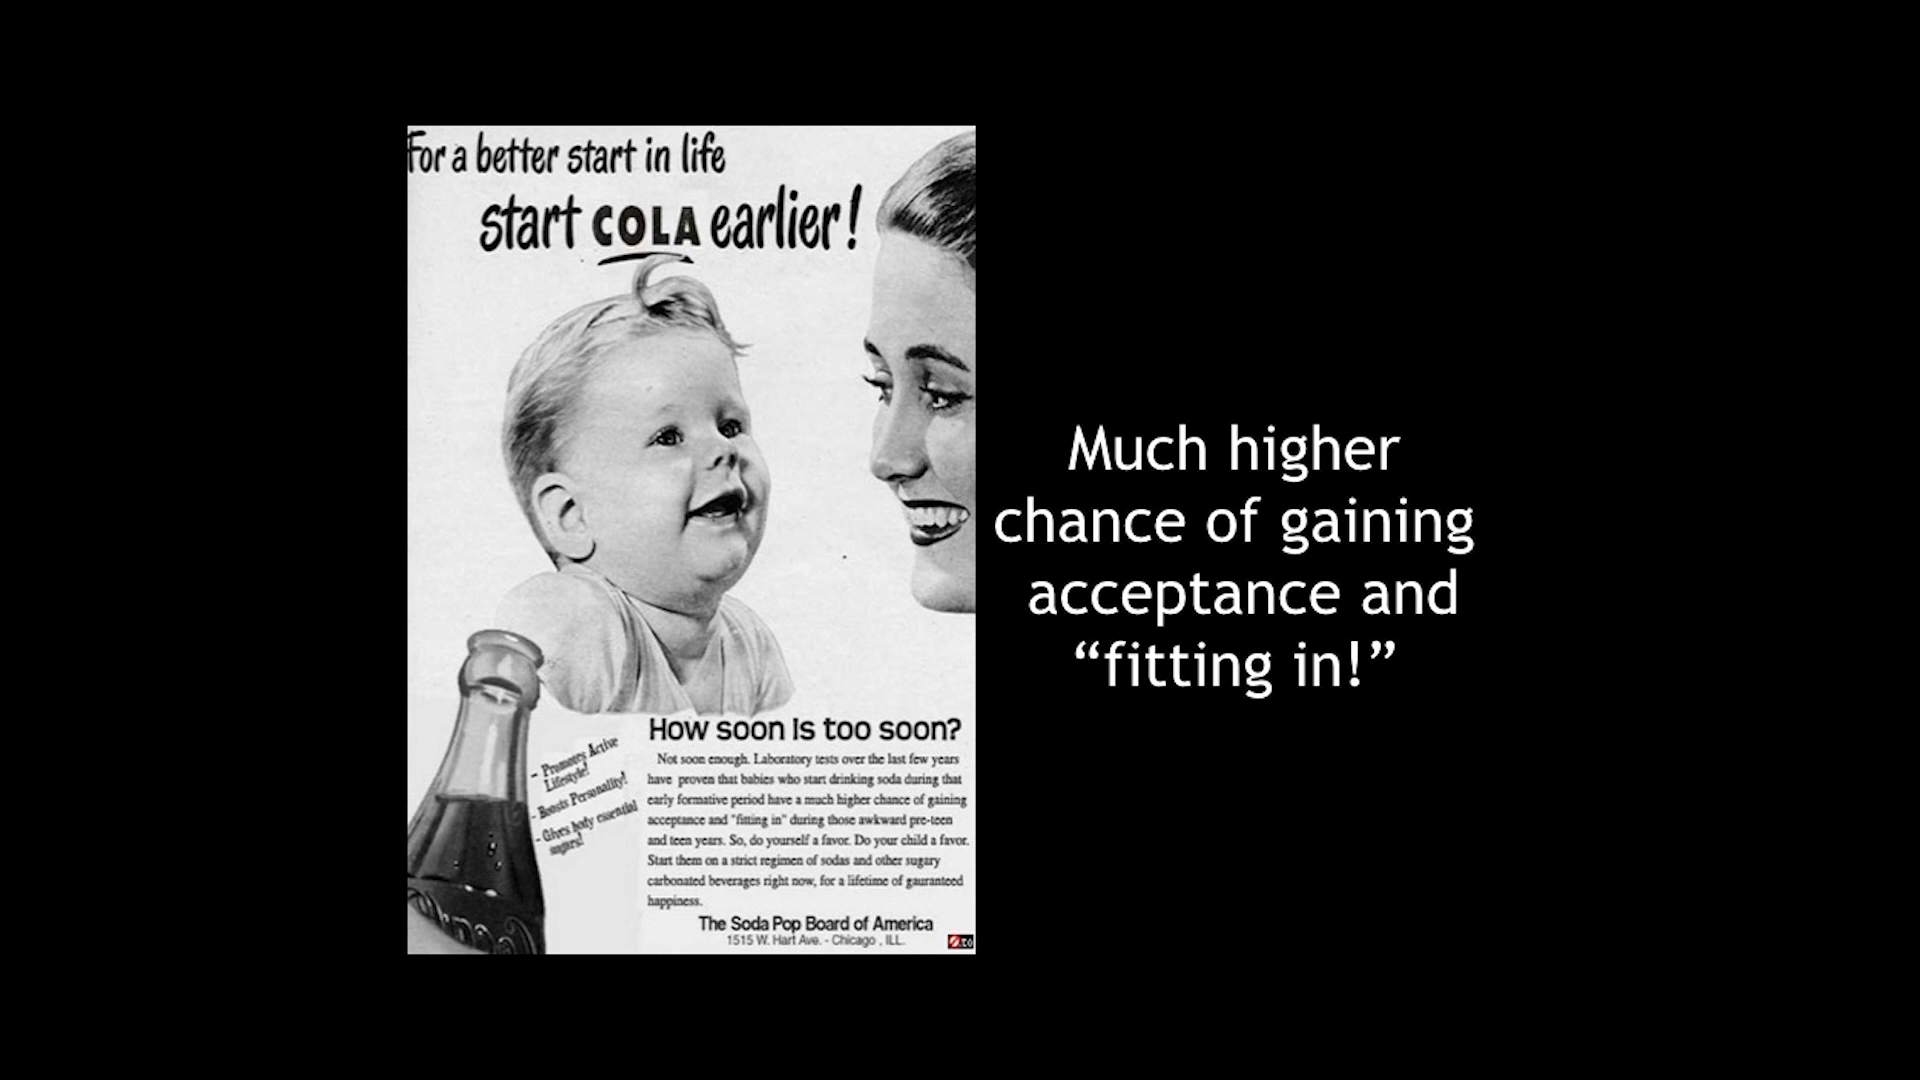 For a better start in life
start COLA earlier!
How soon is too soon?
Not soon enough. Laboratory tests over the last few years
have proven that babies who start drinking soda during that
early formative period have a much higher chance of gaining
acceptance and "fitting in" during those awkward pre-teen
and teen years. So, do yourself a favor. Do your child a favor.
Start them on a strict regimen of sodas and other sugary
carbonated beverages right now, for a lifetime of gauranteed
happiness.
- Promotes Active
Lifestyle!
- Boosts Personality!
- Gives body essential
sugars!
The Soda Pop Board of America
1515 W. Hart Ave. - Chicago , ILL.
.to
Much higher
chance of gaining
acceptance and
“fitting in!”